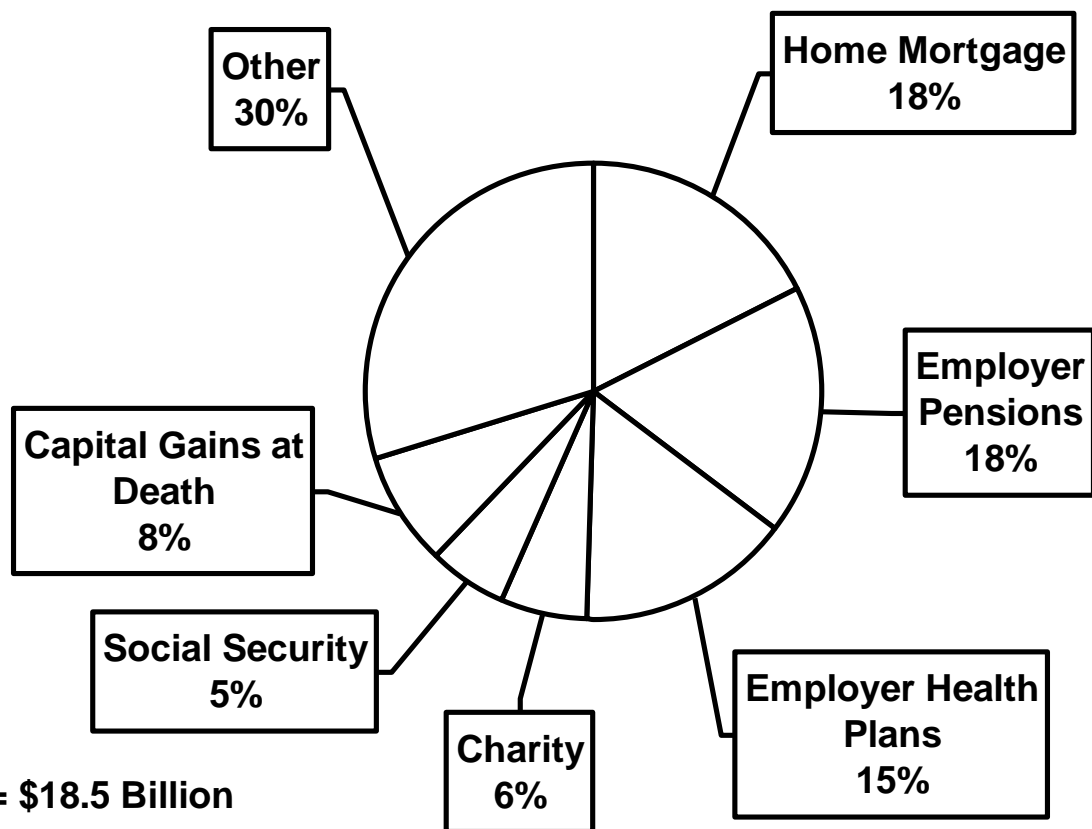 Other
30%
Home Mortgage
18%
Employer
Pensions
18%
Capital Gains at
Death
8%
Social Security
5%
Charity
6%
Employer Health
Plans
15%
= $18.5 Billion